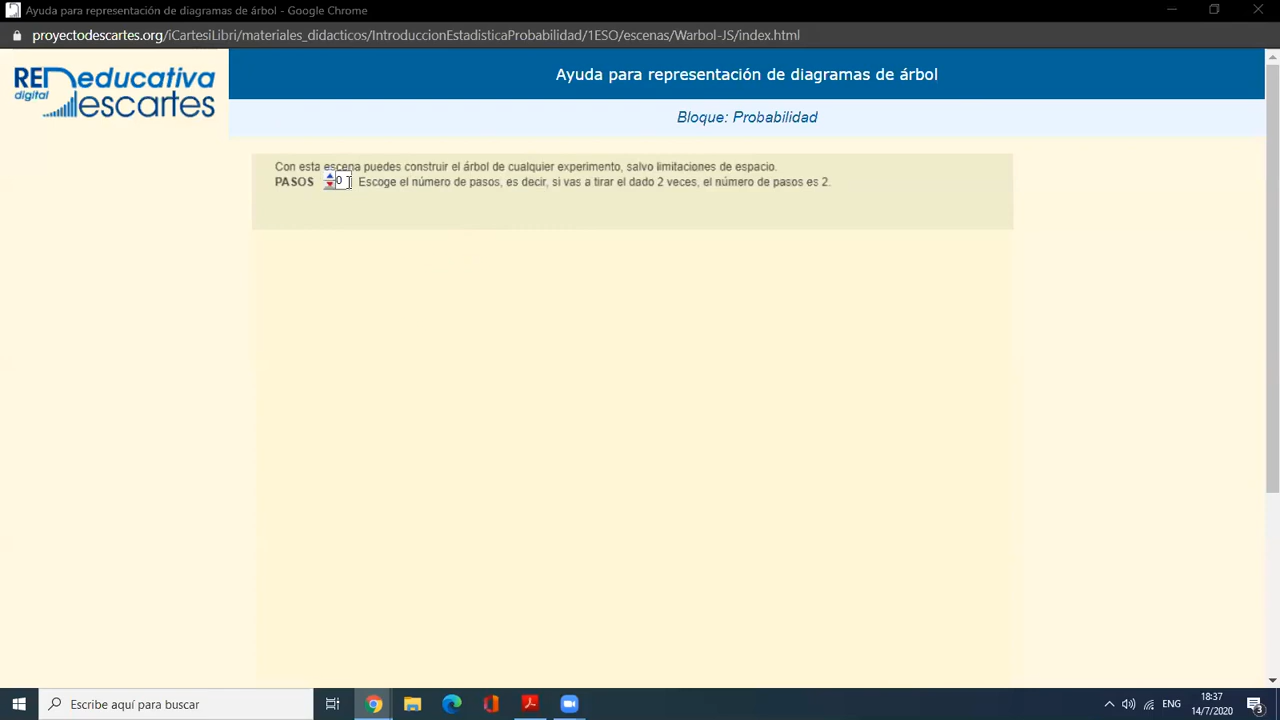 Ayuda para representación de diagramas de árbol - Google Chrome
proyectodescartes.org/iCartesiLibri/materiales_didacticos/IntroduccionEstadisticaProbabilidad/1ESO/escenas/Warbol-JS/index.html
REDeducativa
digital Descartes
Ayuda para representación de diagramas de árbol
Bloque: Probabilidad
Con esta escena puedes construir el árbol de cualquier experimento, salvo limitaciones de espacio.
PASOS 0 Escoge el número de pasos, es decir, si vas a tirar el dado 2 veces, el número de pasos es 2.
Escribe aquí para buscar
ENG
18:37
14/7/2020
3